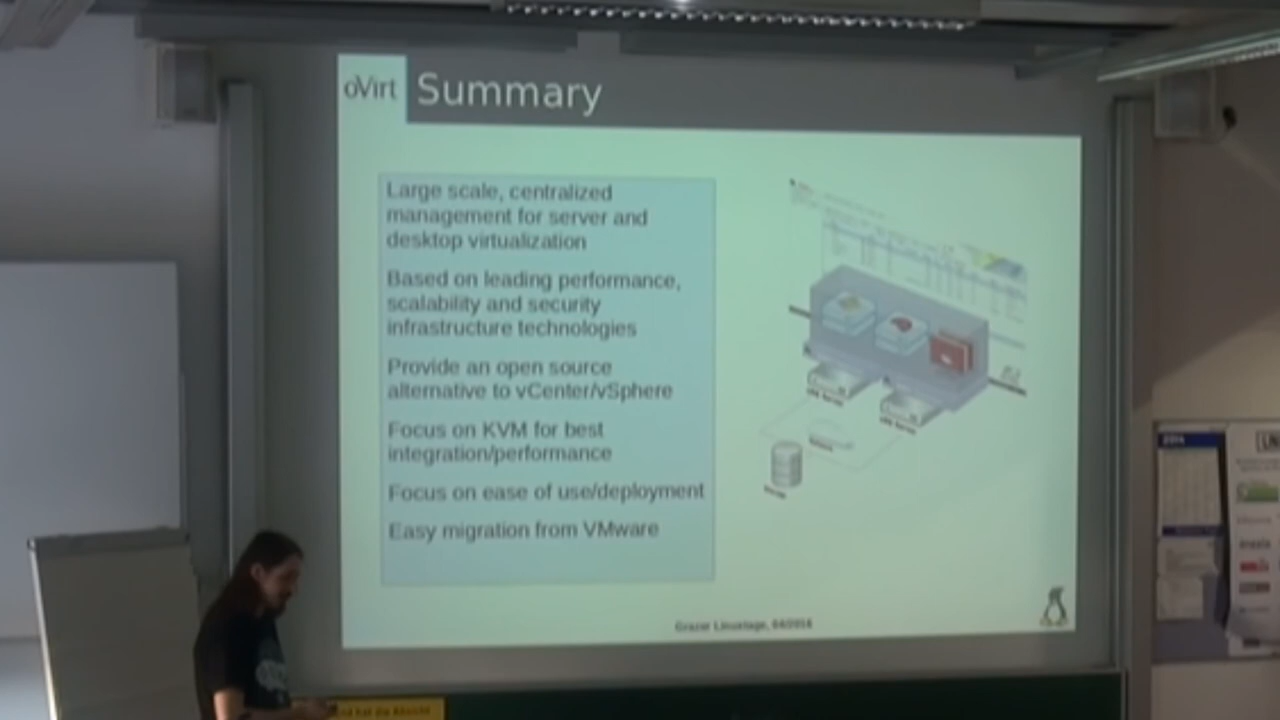 oVirt Summary
Large scale, centralized
management for server and
desktop virtualization
Based on leading performance,
scalability and security
infrastructure technologies
Provide an open source
alternative to vCenter/vSphere
Focus on KVM for best
integration/performance
Focus on ease of use/deployment
Easy migration from VMware
Grazer Linuxtage, 04/2014
2014